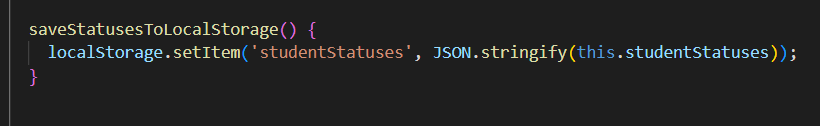 saveStatusesToLocalStorage() {
  localStorage.setItem('studentStatuses', JSON.stringify(this.studentStatuses));
}